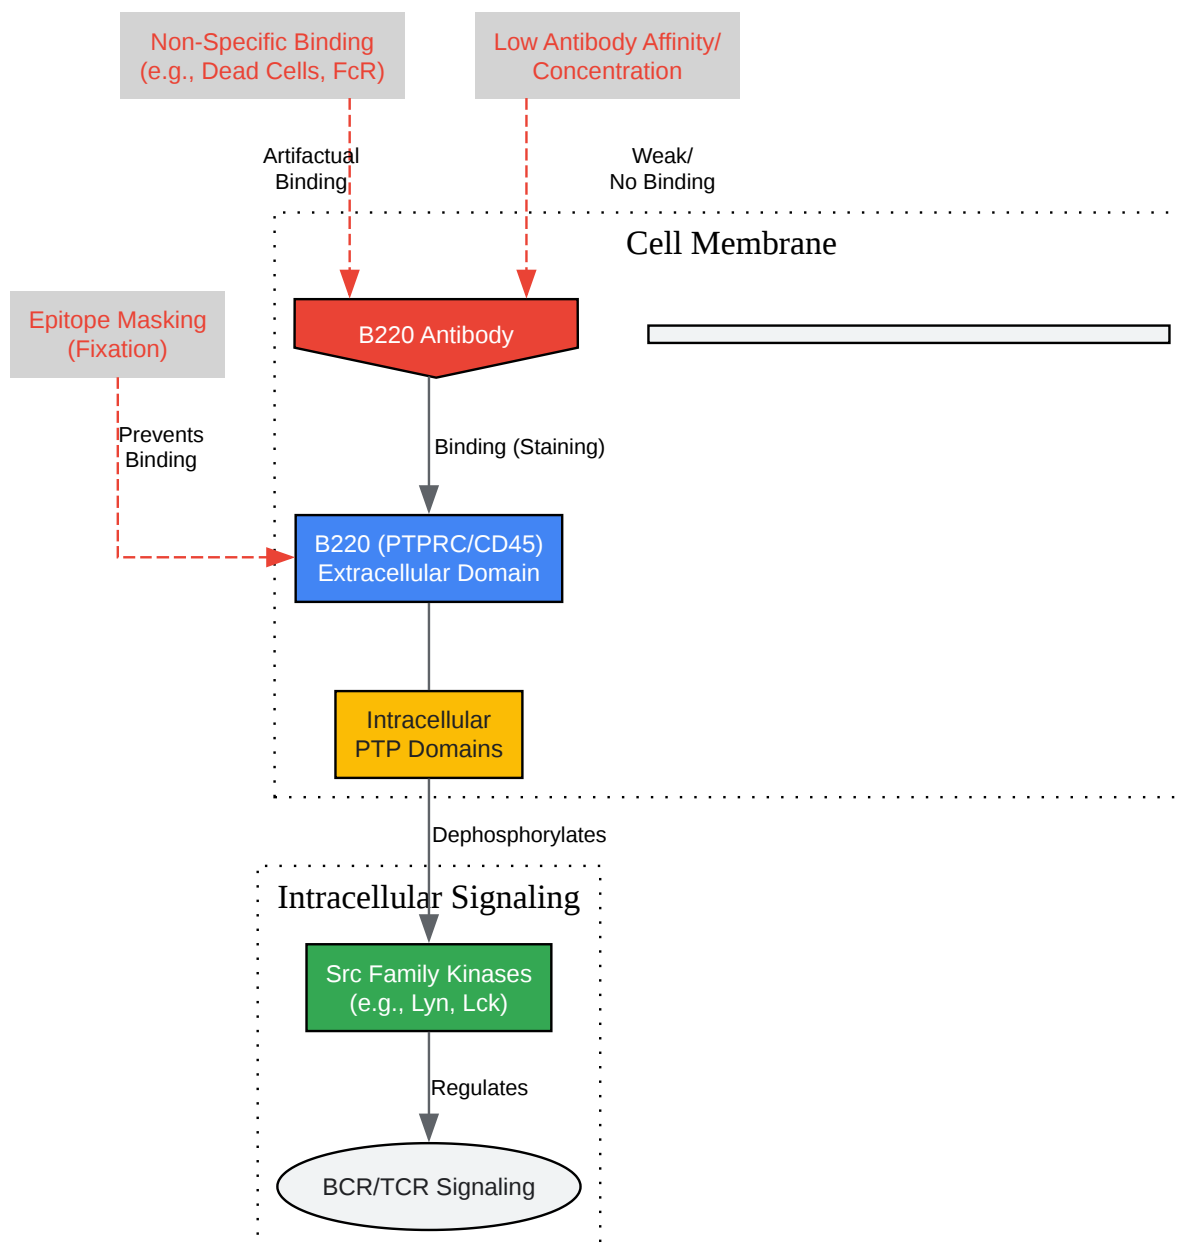 Non-Specific Binding
(e.g., Dead Cells, FcR)
Low Antibody Affinity/
Concentration
Artifactual
Binding
Weak/
No Binding
Cell Membrane
Epitope Masking
(Fixation)
B220 Antibody
Prevents
Binding
Binding (Staining)
B220 (PTPRC/CD45)
Extracellular Domain
Intracellular
PTP Domains
Dephosphorylates
Intracellular Signaling
Src Family Kinases
(e.g., Lyn, Lck)
Regulates
BCR/TCR Signaling